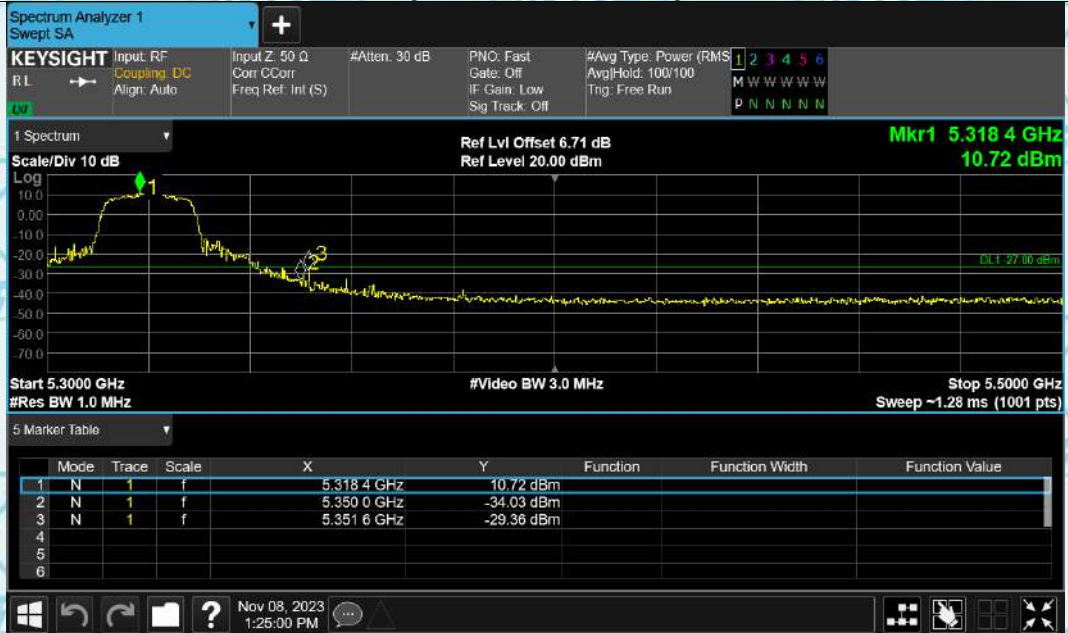 Spectrum Analyzer 1
Swept SA
+
KEYSIGHT
R L
LXI
Input: RF
Coupling: DC
Align: Auto
Input Z: 50 Ω
Corr CCorr
Freq Ref: Int (S)
#Atten: 30 dB
PNO: Fast
Gate: Off
IF Gain: Low
Sig Track: Off
#Avg Type: Power (RMS
Avg|Hold: 100/100
Trig: Free Run
1 2 3 4 5 6
M W W W W W
P N N N N N
1 Spectrum
Scale/Div 10 dB
Ref Lvl Offset 6.71 dB
Ref Level 20.00 dBm
Mkr1 5.318 4 GHz
10.72 dBm
Log
10.0
0.00
-10.0
-20.0
-30.0
-40.0
-50.0
-60.0
-70.0
1
2
3
DL1 -27.00 dBm
Start 5.3000 GHz
#Res BW 1.0 MHz
#Video BW 3.0 MHz
Stop 5.5000 GHz
Sweep ~1.28 ms (1001 pts)
5 Marker Table
Mode Trace Scale X Y Function Function Width Function Value
1 N 1 f 5.318 4 GHz 10.72 dBm
2 N 1 f 5.350 0 GHz -34.03 dBm
3 N 1 f 5.351 6 GHz -29.36 dBm
4
5
6
?
Nov 08, 2023
1:25:00 PM